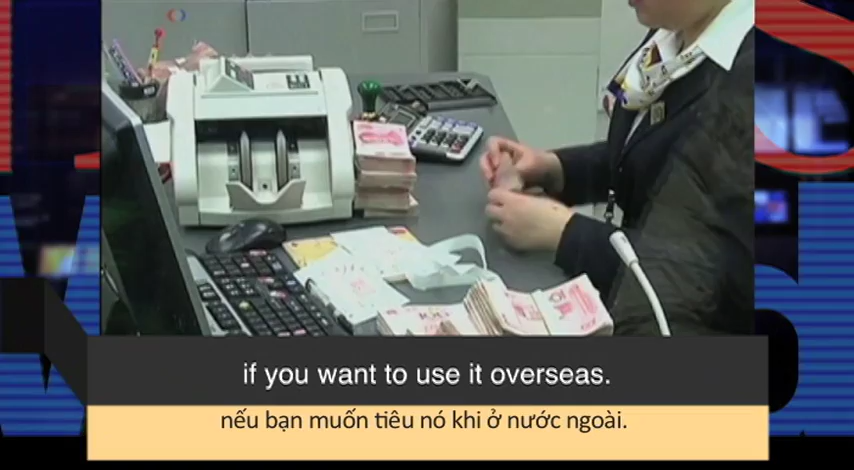 if you want to use it overseas.
nếu bạn muốn tiêu nó khi ở nước ngoài.